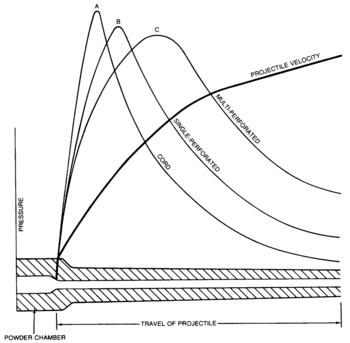 A
B
C
PROJECTILE VELOCITY
MULTI-PERFORATED
SINGLE-PERFORATED
CORD
PRESSURE
TRAVEL OF PROJECTILE
POWDER CHAMBER